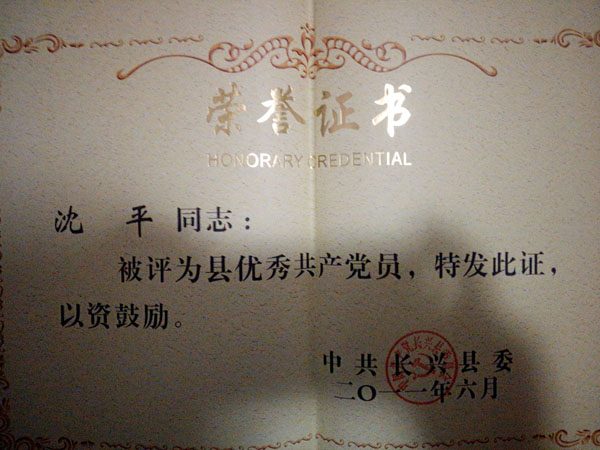 荣誉证书
HONORARY CREDENTIAL
沈 平 同志：
被评为县优秀共产党员，特发此证，
以资鼓励。
中共长兴县委
二〇一一年六月